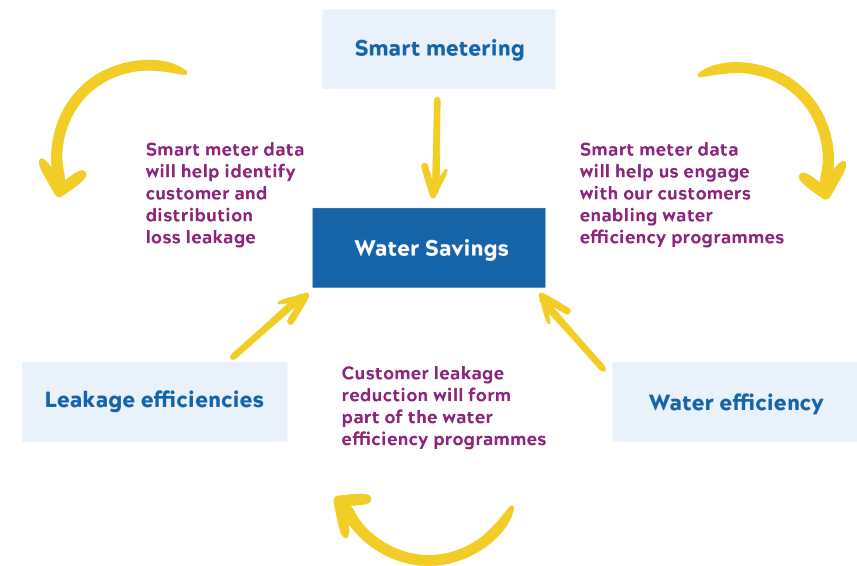 Smart metering
Smart meter data
will help identify
customer and
distribution
loss leakage
Smart meter data
will help us engage
with our customers
enabling water
efficiency programmes
Water Savings
Leakage efficiencies
Customer leakage
reduction will form
part of the water
efficiency programmes
Water efficiency